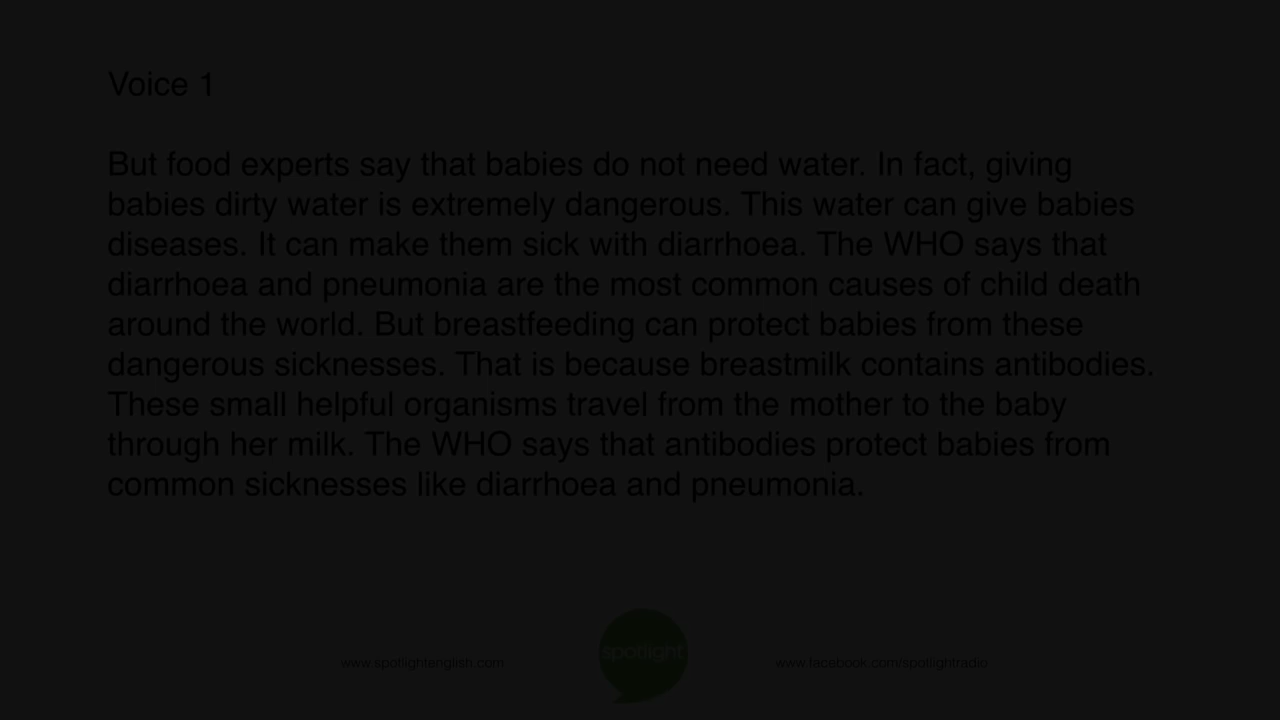 Voice 1
But food experts say that babies do not need water. In fact, giving
babies dirty water is extremely dangerous. This water can give babies
diseases. It can make them sick with diarrhoea. The WHO says that
diarrhoea and pneumonia are the most common causes of child death
around the world. But breastfeeding can protect babies from these
dangerous sicknesses. That is because breastmilk contains antibodies.
These small helpful organisms travel from the mother to the baby
through her milk. The WHO says that antibodies protect babies from
common sicknesses like diarrhoea and pneumonia.
www.spotlightenglish.com
spotlight
www.facebook.com/spotlightradio